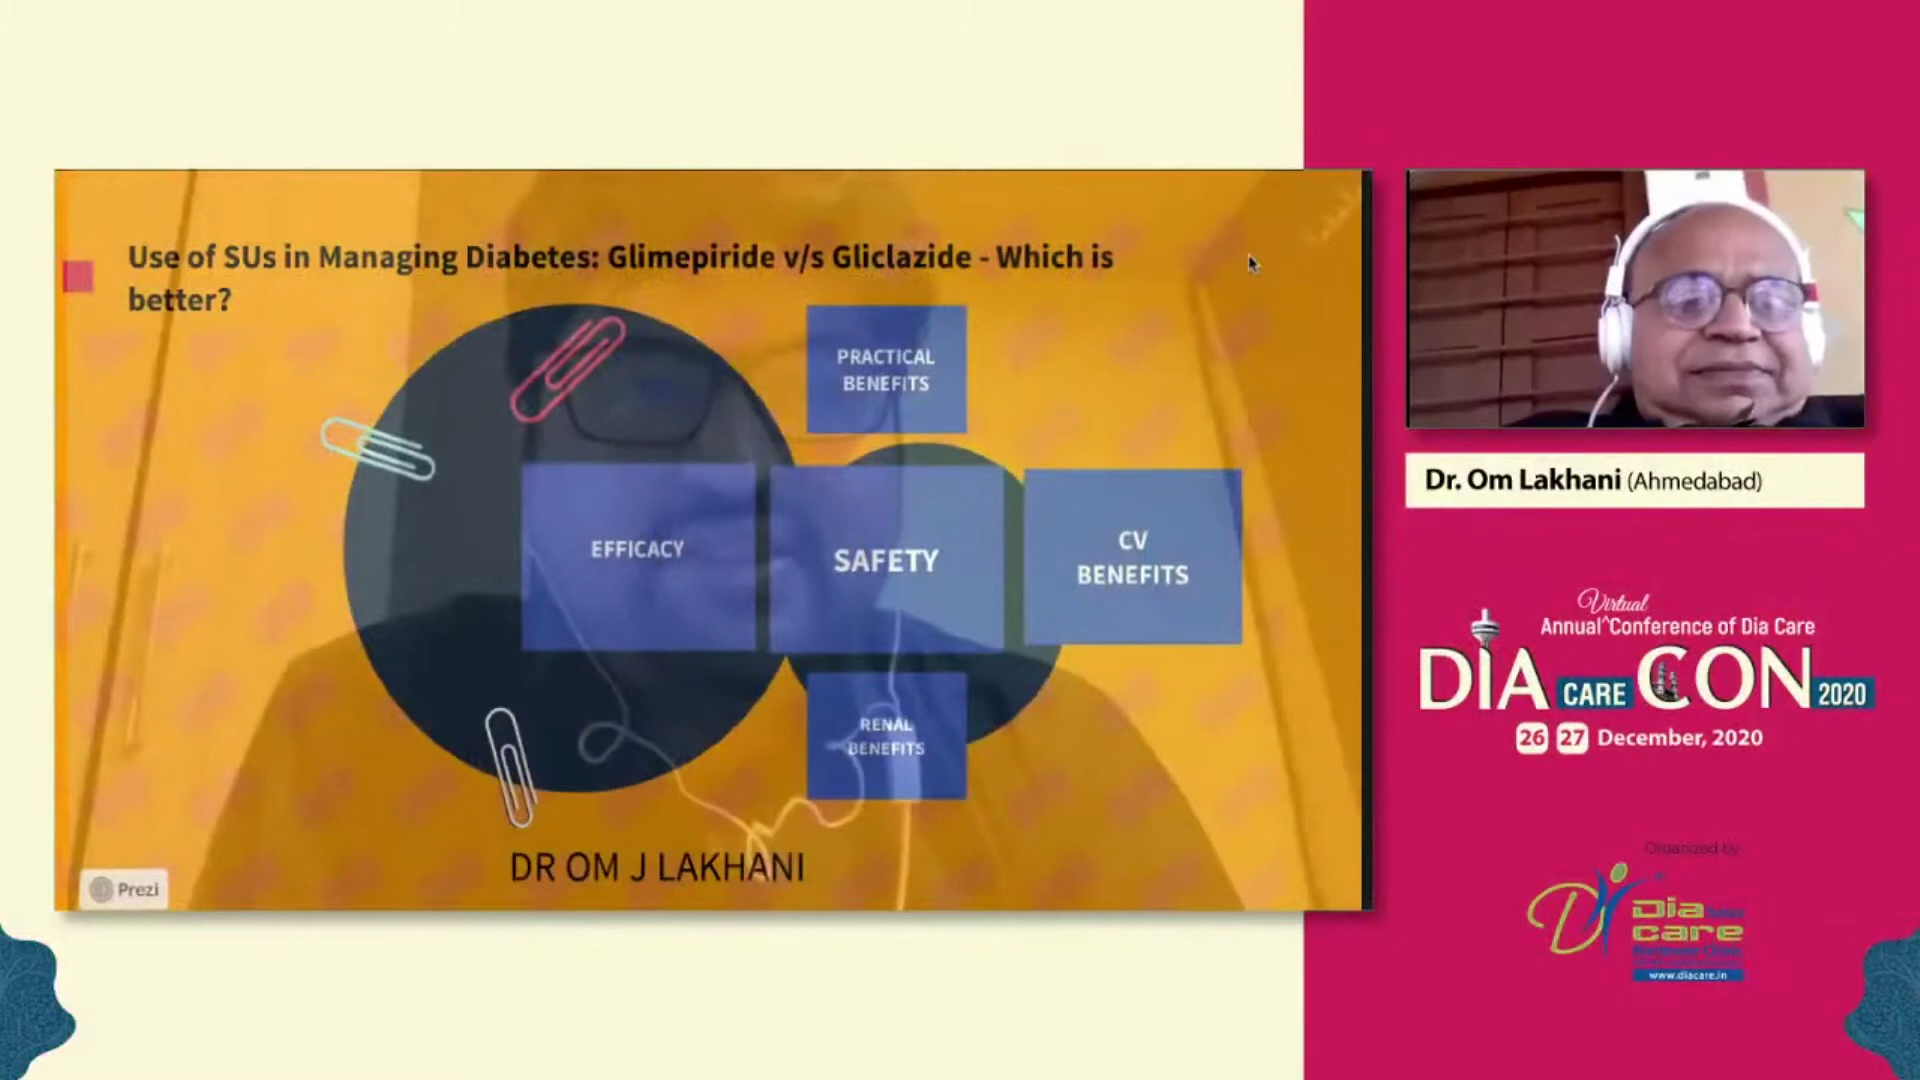 Use of SUs in Managing Diabetes: Glimepiride v/s Gliclazide - Which is
better?
PRACTICAL
BENEFITS
EFFICACY
SAFETY
CV
BENEFITS
RENAL
BENEFITS
DR OM J LAKHANI
Prezi
Dr. Om Lakhani (Ahmedabad)
Virtual
Annual^Conference of Dia Care
DIA CARE CON 2020
26 27 December, 2020
Organized by
Dia
care
www.diacare.in